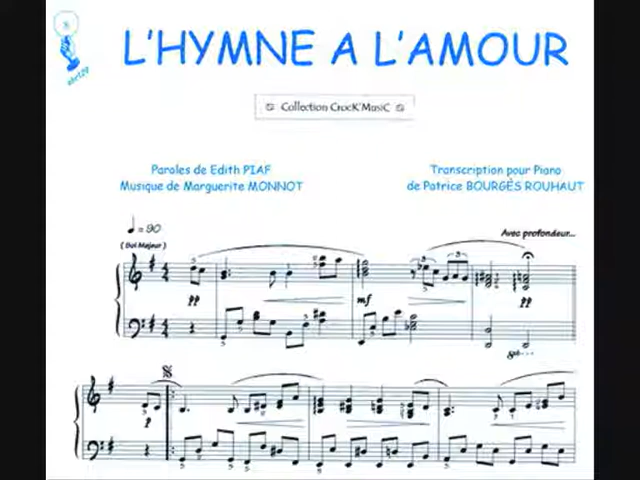 L'HYMNE A L'AMOUR
Collection CrocK'MusiC
Paroles de Edith PIAF
Musique de Marguerite MONNOT
Transcription pour Piano
de Patrice BOURGÈS ROUHAUT
♩ = 90
(Sol Majeur)
Avec profondeur...
pp
mf
pp
8vb
p